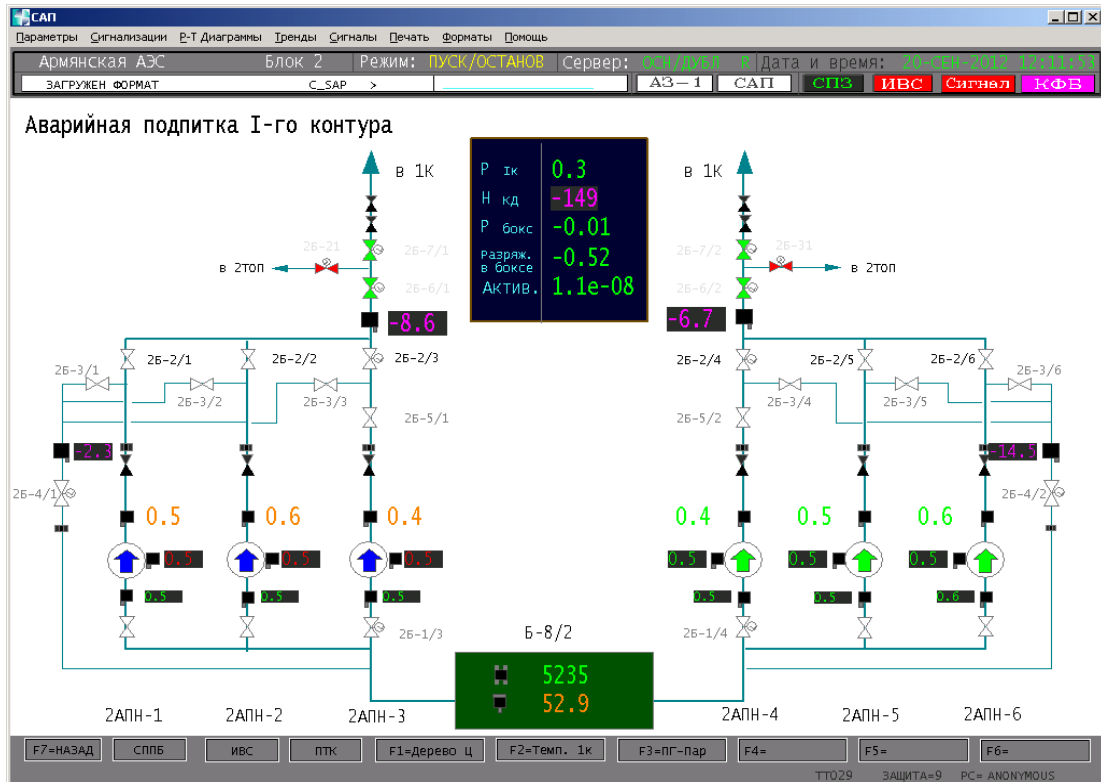 САП
Параметры Сигнализации Р-Т Диаграммы Тренды Сигналы Печать Форматы Помощь
Армянская АЭС Блок 2 Режим: ПУСК/ОСТАНОВ Сервер: ОСН/ДУБЛ R Дата и время: 20-СЕН-2012 12:11:53
ЗАГРУЖЕН ФОРМАТ C_SAP > АЗ-1 САП СПЗ ИВС Сигнал КФБ
Аварийная подпитка I-го контура
в 1К Р Iк 0.3 в 1К
Н кд -149
Р бокс -0.01
2Б-21 2Б-7/1 Разряж. в боксе -0.52 2Б-7/2 2Б-31
в 2топ в 2топ
2Б-6/1 Актив. 1.1e-08 2Б-6/2
-8.6 -6.7
2Б-2/1 2Б-2/2 2Б-2/3 2Б-2/4 2Б-2/5 2Б-2/6
2Б-3/1 2Б-3/6
2Б-3/2 2Б-3/3 2Б-3/4 2Б-3/5
2Б-5/1 2Б-5/2
-2.3 -14.5
2Б-4/1 2Б-4/2
0.5 0.6 0.4 0.4 0.5 0.6
0.5 0.5 0.5 0.5 0.5 0.5
0.5 0.5 0.5 0.5 0.5 0.6
2Б-1/3 Б-8/2 2Б-1/4
5235
52.9
2АПН-1 2АПН-2 2АПН-3 2АПН-4 2АПН-5 2АПН-6
F7=НАЗАД СППБ ИВС ПТК F1=Дерево Ц F2=Темп. 1к F3=ПГ-Пар F4= F5= F6=
ТТО29 ЗАЩИТА=9 РС= ANONYMOUS